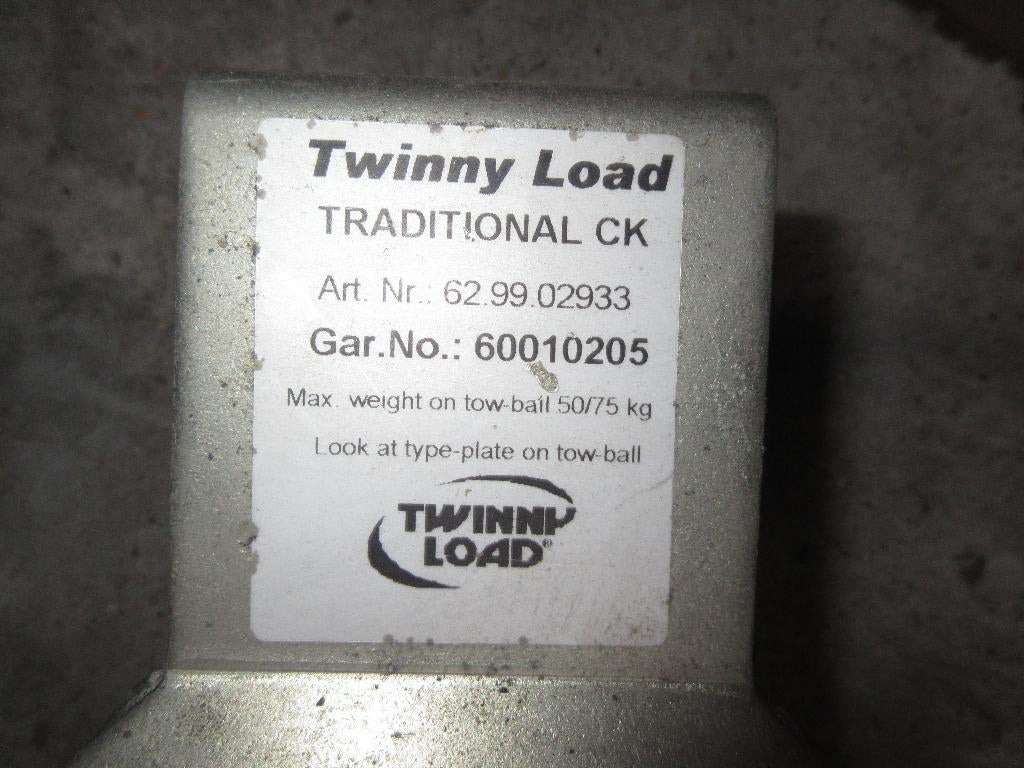 Twinny Load
TRADITIONAL CK
Art. Nr.: 62.99.02933
Gar.No.: 60010205
Max. weight on tow-ball 50/75 kg
Look at type-plate on tow-ball
TWINNY
LOAD®